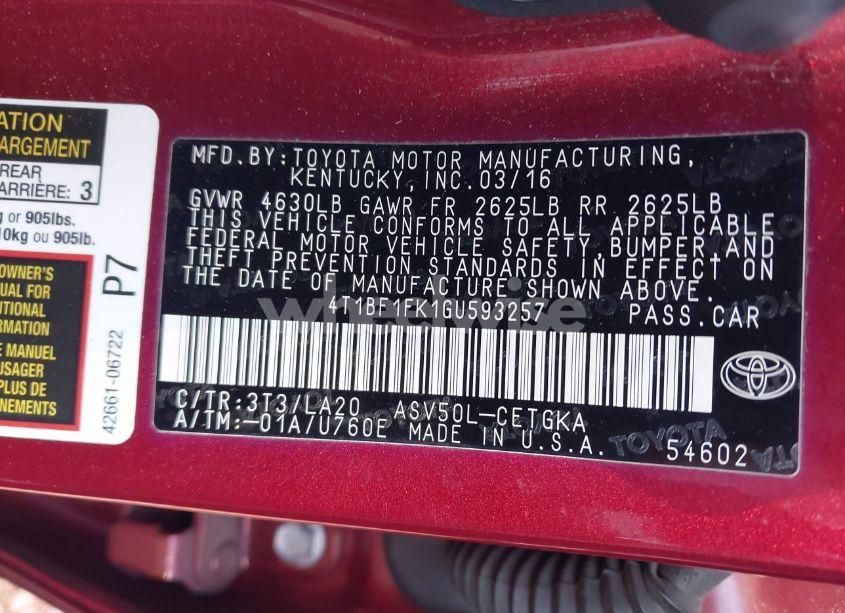 ATION
ARGEMENT
REAR
ARRIÈRE: 3
g or 905lbs.
10kg ou 905lb.
OWNER'S
UAL FOR
ITIONAL
RMATION
E MANUEL
USAGER
PLUS DE
NEMENTS
P7
42661-06722
MFD.BY:TOYOTA MOTOR MANUFACTURING,
KENTUCKY,INC.03/16
GVWR 4630LB GAWR FR 2625LB RR 2625LB
THIS VEHICLE CONFORMS TO ALL APPLICABLE
FEDERAL MOTOR VEHICLE SAFETY,BUMPER,AND
THEFT PREVENTION STANDARDS IN EFFECT ON
THE DATE OF MANUFACTURE SHOWN ABOVE.
4T1BF1FK1GU593257 PASS.CAR
C/TR:3T3/LA20 ASV50L-CETGKA
A/TM:-01A/U760E MADE IN U.S.A.
54602
wheelwise
TOYOTA